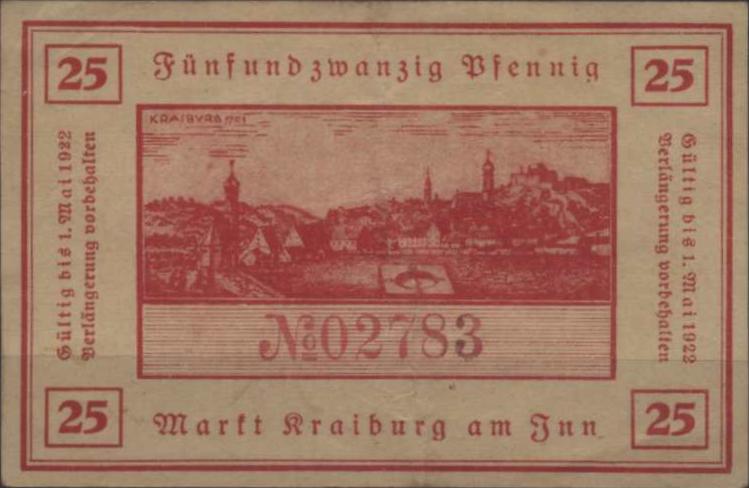 25 Fünfundzwanzig Pfennig 25
KRAIBURG
Gültig bis 1. Mai 1922
Verlängerung vorbehalten
Gültig bis 1. Mai 1922
Verlängerung vorbehalten
№02783
25 Markt Kraiburg am Inn 25